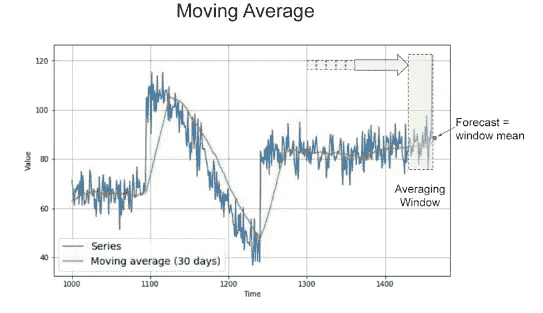 Moving Average
120
100
80
60
40
Value
Series
Moving average (30 days)
1000
1100
1200
1300
1400
Time
Forecast =
window mean
Averaging
Window